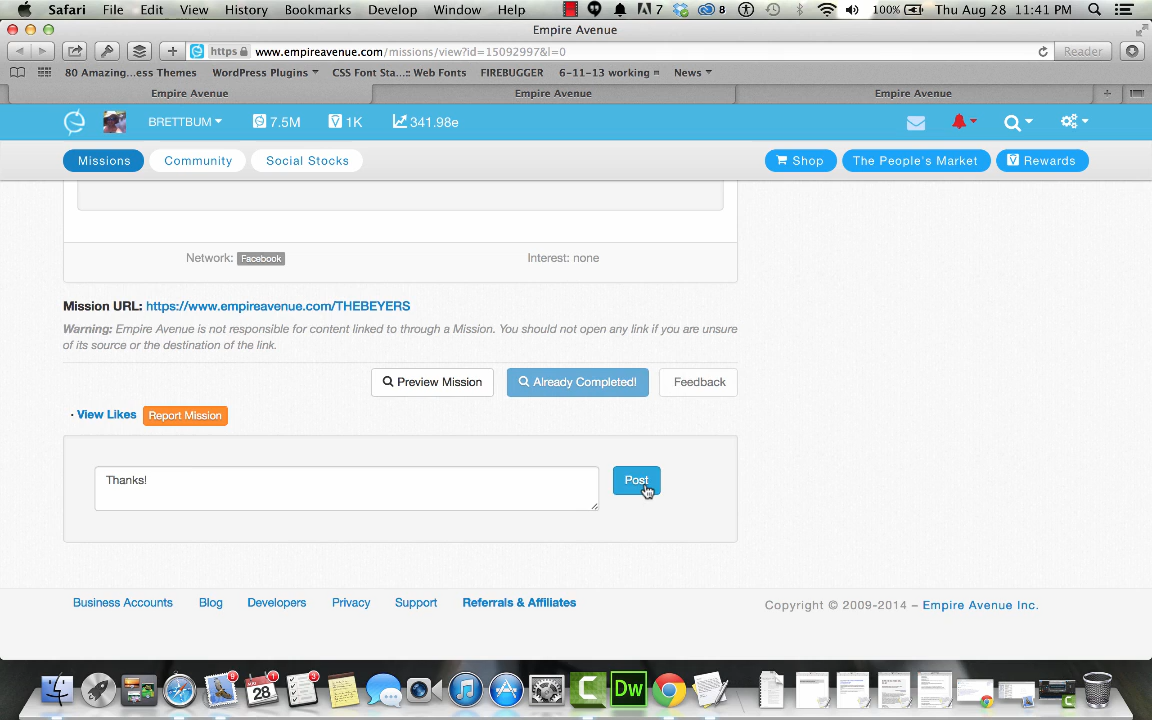 Safari File Edit View History Bookmarks Develop Window Help 7 8 100% Thu Aug 28 11:41 PM
Empire Avenue
https www.empireavenue.com/missions/view?id=15092997&l=0 Reader
80 Amazing...ess Themes WordPress Plugins CSS Font Sta...:: Web Fonts FIREBUGGER 6-11-13 working News
Empire Avenue Empire Avenue Empire Avenue
BRETTBUM 7.5M 1K 341.98e
Missions Community Social Stocks Shop The People's Market Rewards
Network: Facebook Interest: none
Mission URL: https://www.empireavenue.com/THEBEYERS
Warning: Empire Avenue is not responsible for content linked to through a Mission. You should not open any link if you are unsure
of its source or the destination of the link.
Preview Mission Already Completed! Feedback
· View Likes Report Mission
Thanks! Post
Business Accounts Blog Developers Privacy Support Referrals & Affiliates Copyright © 2009-2014 – Empire Avenue Inc.
9 1 28 3 Dw